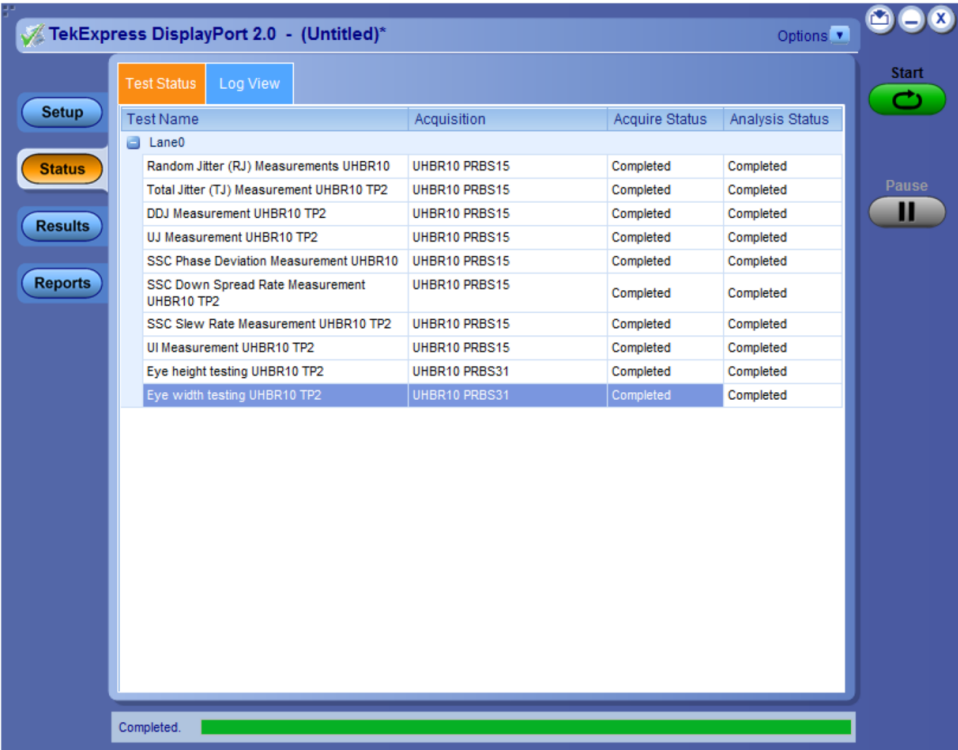 TekExpress DisplayPort 2.0 - (Untitled)*
Options
Start
Pause
Setup
Status
Results
Reports
Test Status Log View
Test Name Acquisition Acquire Status Analysis Status
Lane0
Random Jitter (RJ) Measurements UHBR10 UHBR10 PRBS15 Completed Completed
Total Jitter (TJ) Measurement UHBR10 TP2 UHBR10 PRBS15 Completed Completed
DDJ Measurement UHBR10 TP2 UHBR10 PRBS15 Completed Completed
UJ Measurement UHBR10 TP2 UHBR10 PRBS15 Completed Completed
SSC Phase Deviation Measurement UHBR10 UHBR10 PRBS15 Completed Completed
SSC Down Spread Rate Measurement UHBR10 PRBS15 Completed Completed
UHBR10 TP2
SSC Slew Rate Measurement UHBR10 TP2 UHBR10 PRBS15 Completed Completed
UI Measurement UHBR10 TP2 UHBR10 PRBS15 Completed Completed
Eye height testing UHBR10 TP2 UHBR10 PRBS31 Completed Completed
Eye width testing UHBR10 TP2 UHBR10 PRBS31 Completed Completed
Completed.